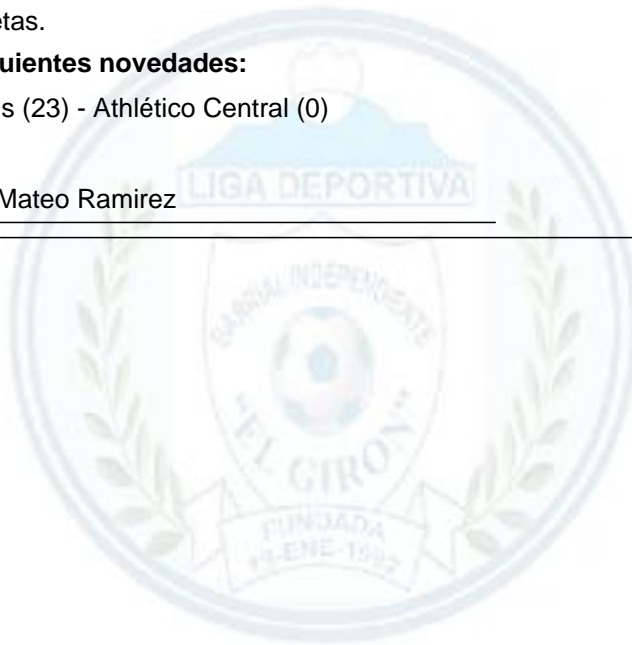 etas.
uientes novedades:
s (23) - Athlético Central (0)
Mateo Ramirez
LIGA DEPORTIVA
BARRIAL INDEPENDIENTE
"EL GIRON"
FUNDADA